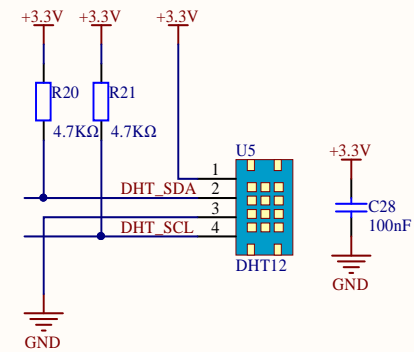 +3.3V +3.3V +3.3V
R20 R21
4.7KΩ 4.7KΩ
U5
+3.3V
1
DHT_SDA 2
3
DHT_SCL 4
C28
100nF
DHT12
GND
GND